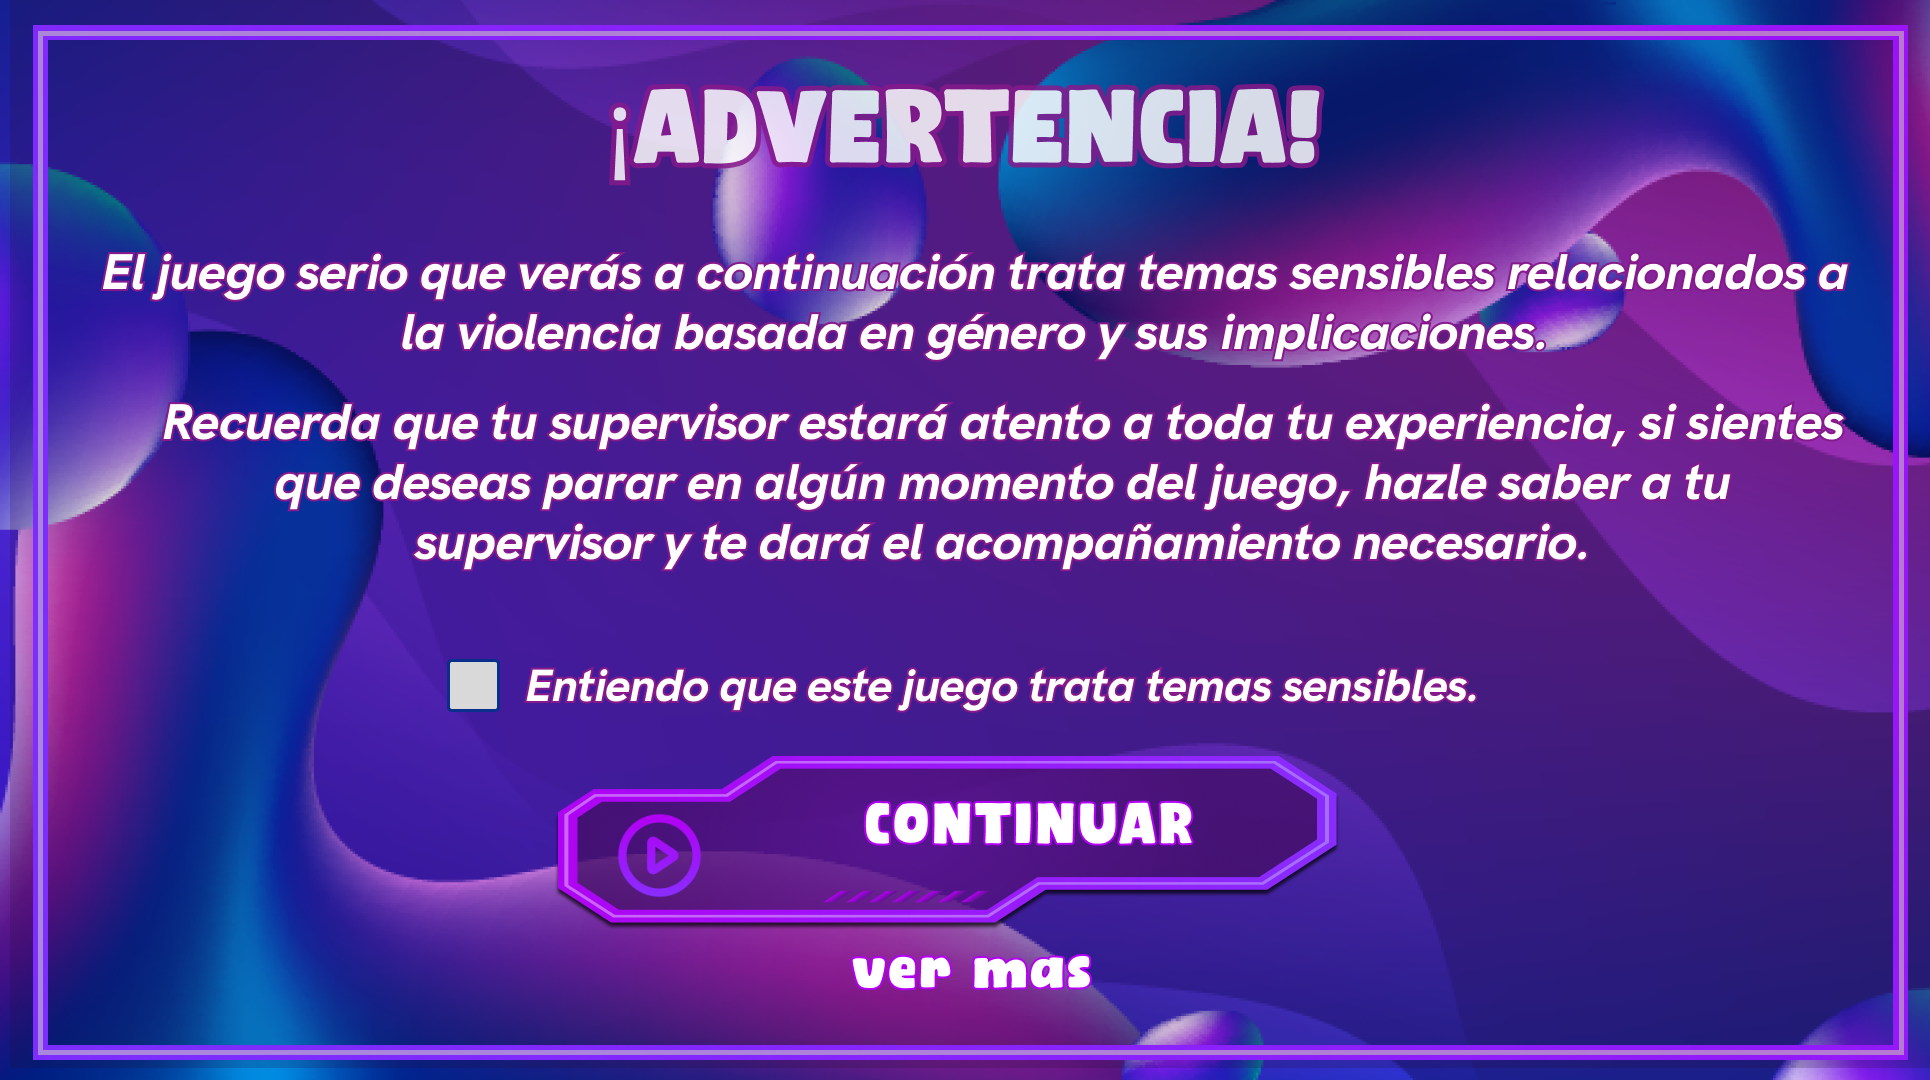 ¡ADVERTENCIA!
El juego serio que verás a continuación trata temas sensibles relacionados a
la violencia basada en género y sus implicaciones.
Recuerda que tu supervisor estará atento a toda tu experiencia, si sientes
que deseas parar en algún momento del juego, hazle saber a tu
supervisor y te dará el acompañamiento necesario.
Entiendo que este juego trata temas sensibles.
CONTINUAR
ver mas